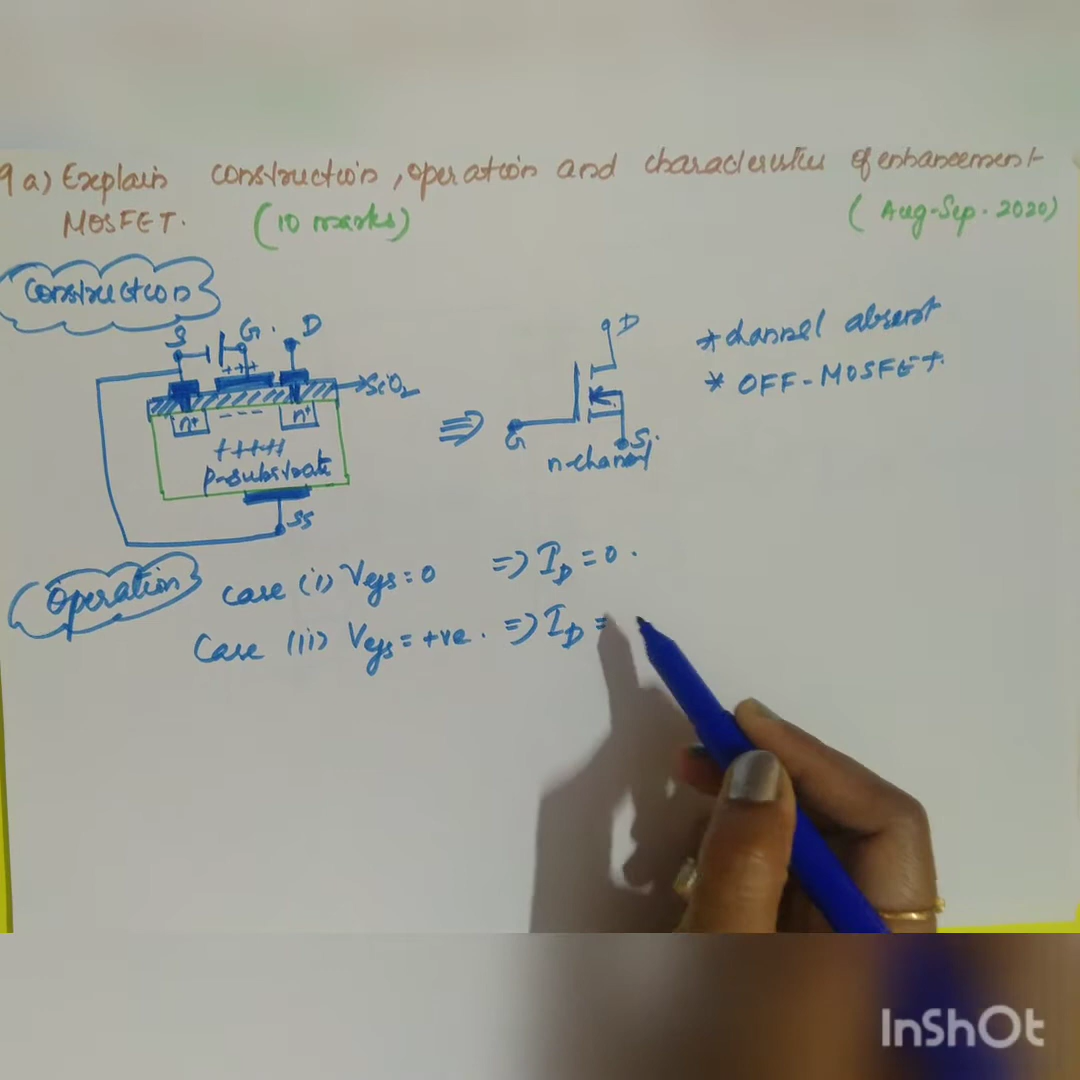 9 a) Explain construction, operation and characteristics of enhancement
MOSFET. (10 marks) (Aug-Sep. 2020)
Construction
S G. D
+++
SiO2
n+ --- n+
+++++
p-substrate
SS
⇒
D
G
S.
n-channel
* channel absent
* OFF-MOSFET.
Operation
case (i) Vgs = 0 ⇒ ID = 0.
Case (ii) Vgs = +ve. ⇒ ID =
InShOt